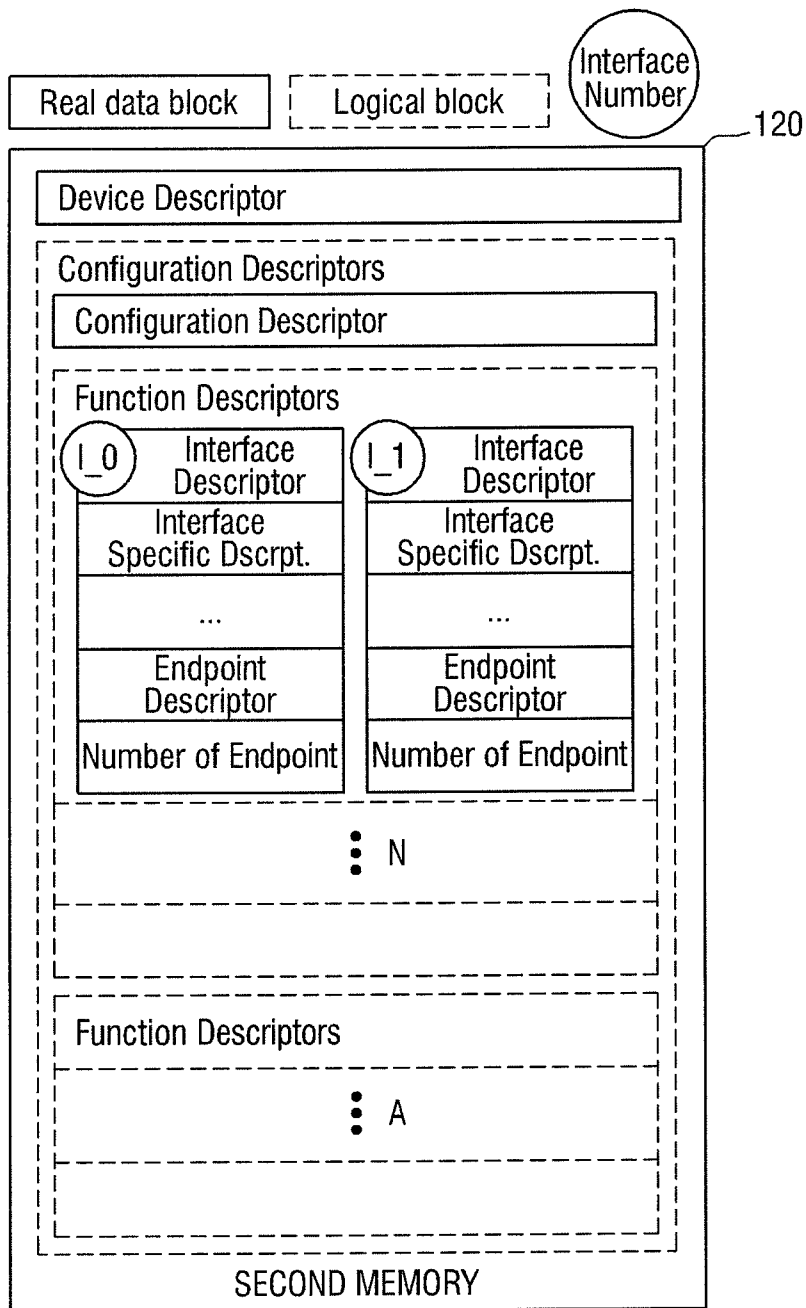 Real data block
Logical block
Interface
Number
120
Device Descriptor
Configuration Descriptors
Configuration Descriptor
Function Descriptors
I_0
Interface
Descriptor
Interface
Specific Dscrpt.
...
Endpoint
Descriptor
Number of Endpoint
I_1
Interface
Descriptor
Interface
Specific Dscrpt.
...
Endpoint
Descriptor
Number of Endpoint
N
Function Descriptors
A
SECOND MEMORY